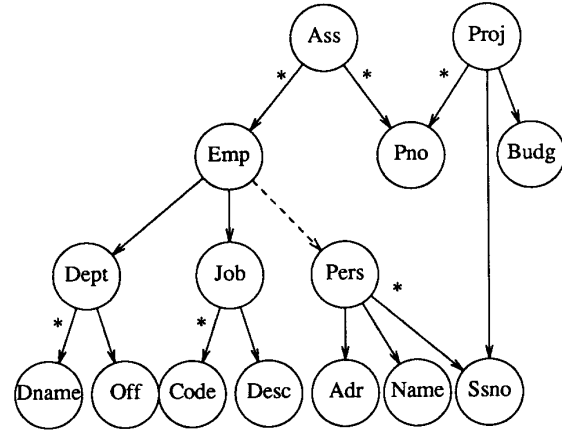 Ass Proj
* * *
Emp Pno Budg
Dept Job Pers
* * *
Dname Off Code Desc Adr Name Ssno